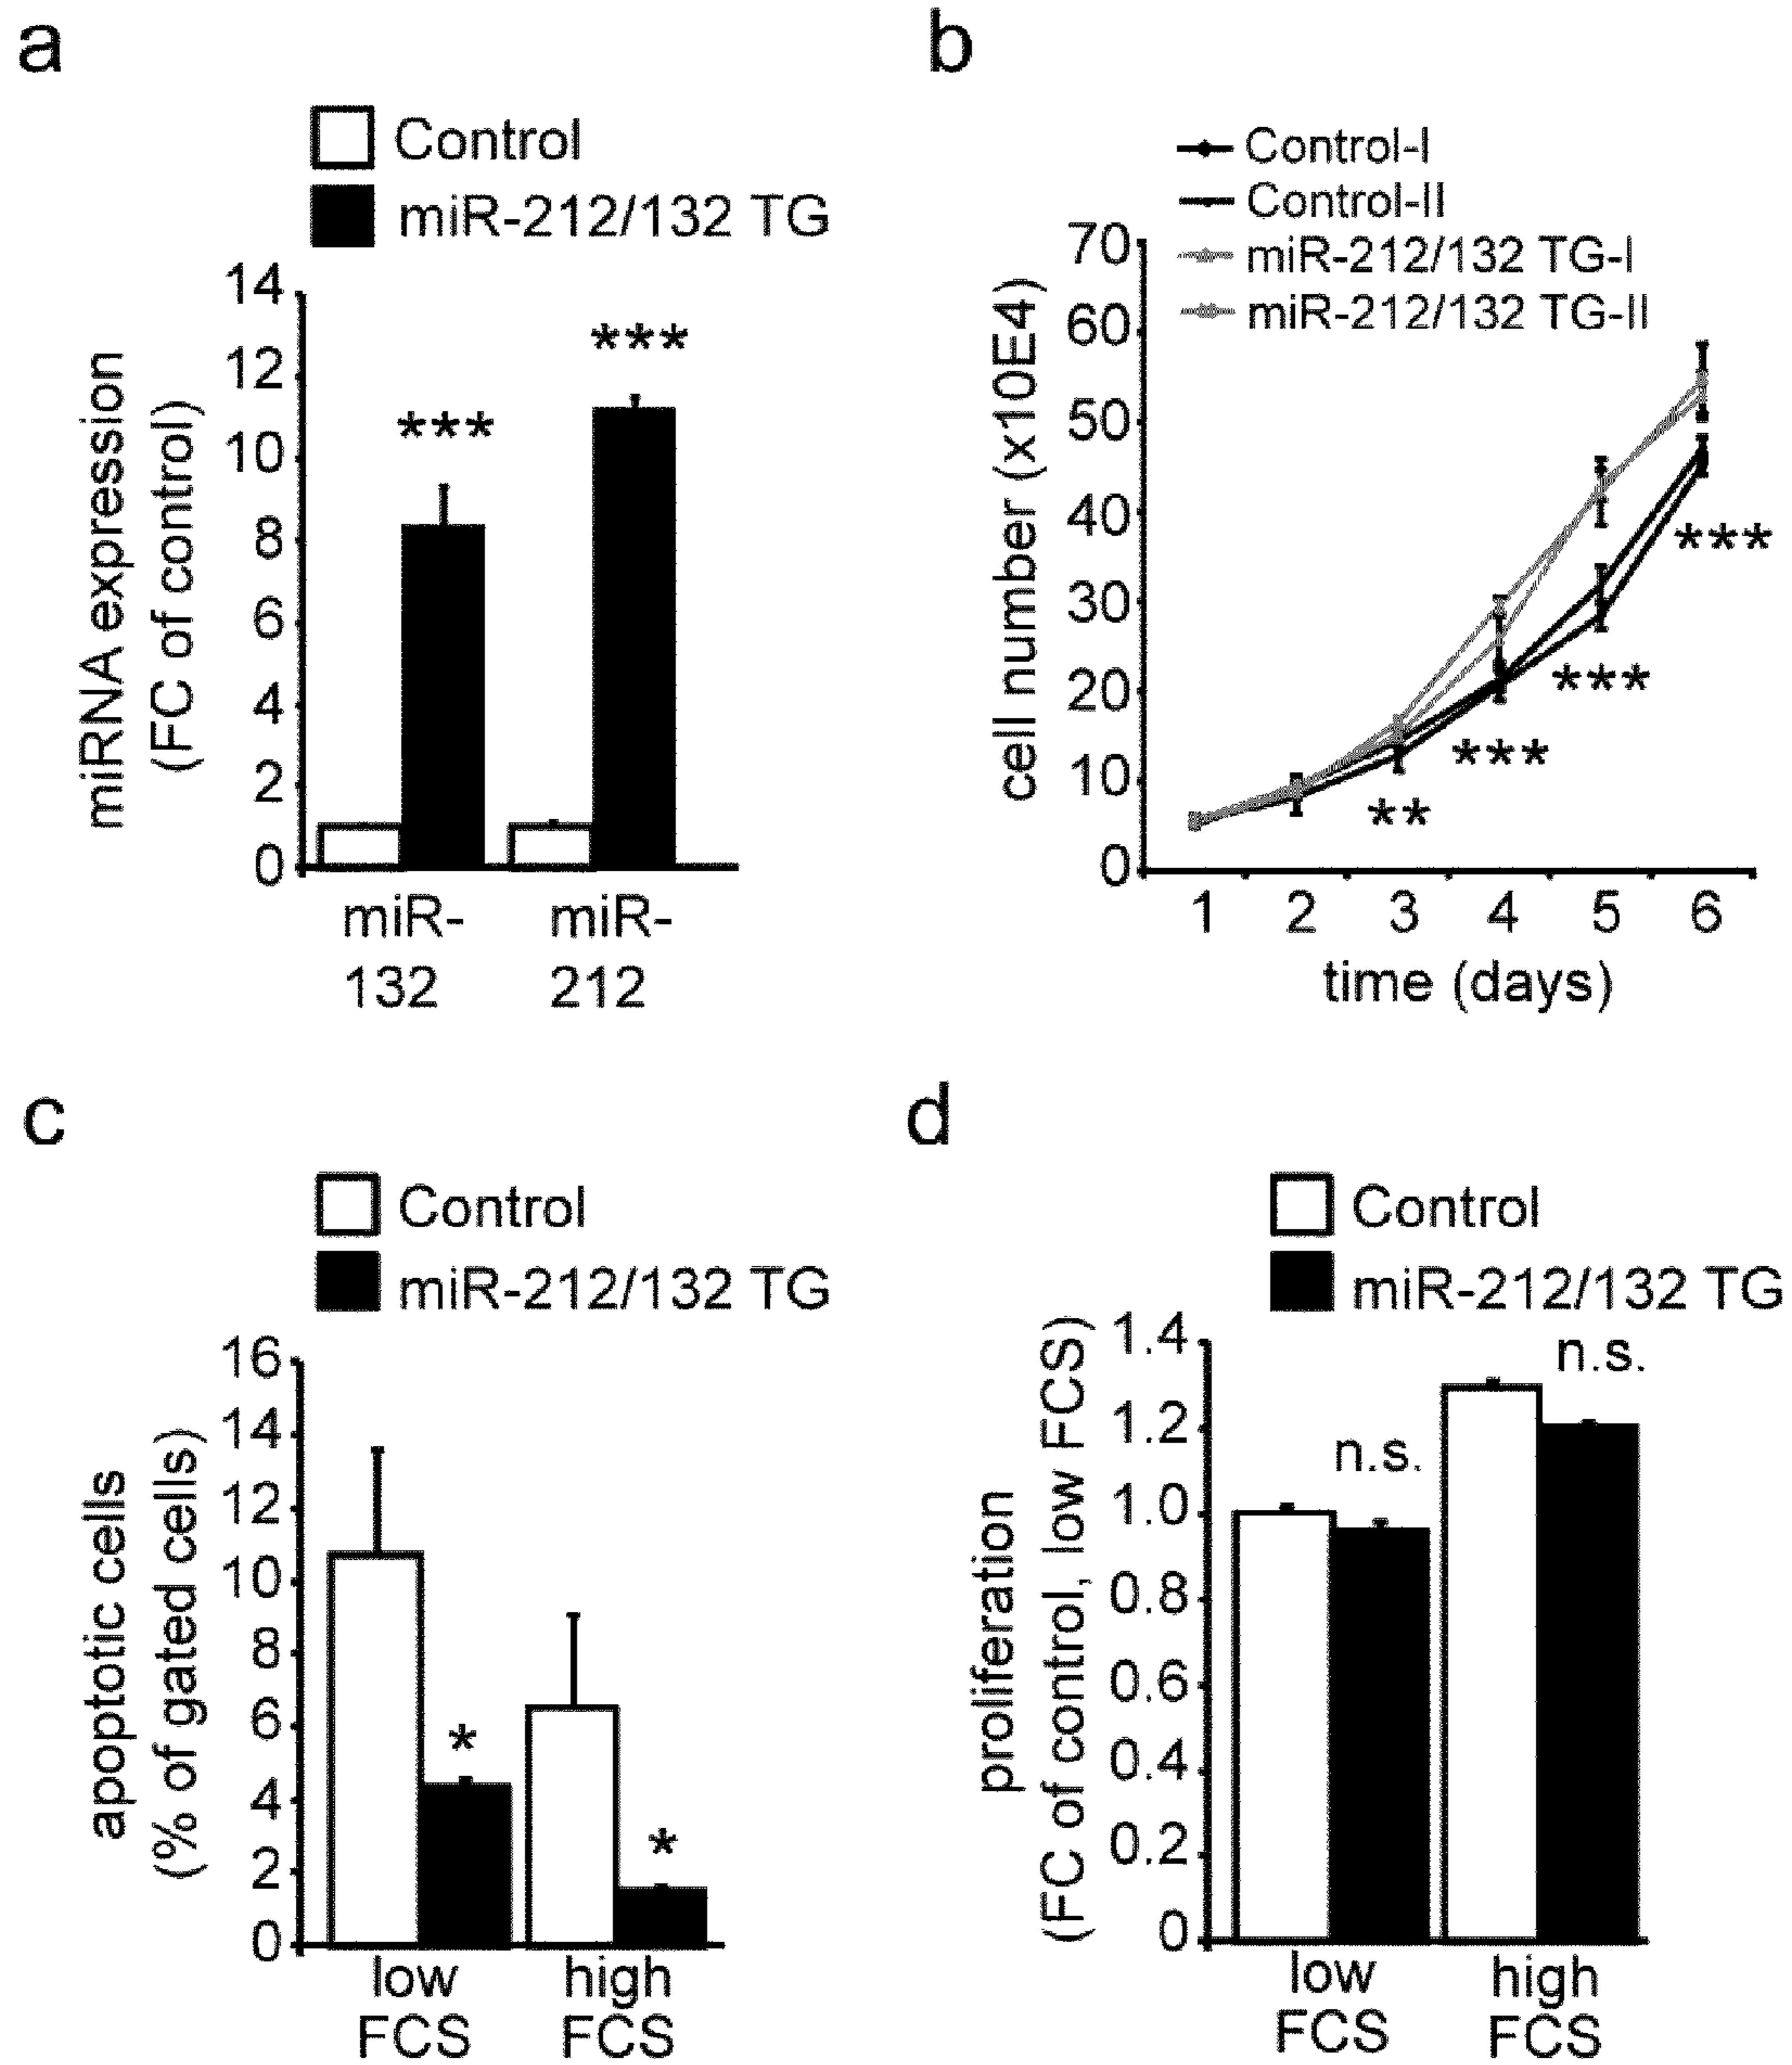 a
Control
miR-212/132 TG
miRNA expression
(FC of control)
14
12
10
8
6
4
2
0
***
***
miR-
132
miR-
212
b
Control-I
Control-II
miR-212/132 TG-I
miR-212/132 TG-II
cell number (x10E4)
70
60
50
40
30
20
10
0
**
***
***
***
1 2 3 4 5 6
time (days)
c
Control
miR-212/132 TG
apoptotic cells
(% of gated cells)
16
14
12
10
8
6
4
2
0
*
*
low
FCS
high
FCS
d
Control
miR-212/132 TG
proliferation
(FC of control, low FCS)
1.4
1.2
1.0
0.8
0.6
0.4
0.2
0
n.s.
n.s.
low
FCS
high
FCS